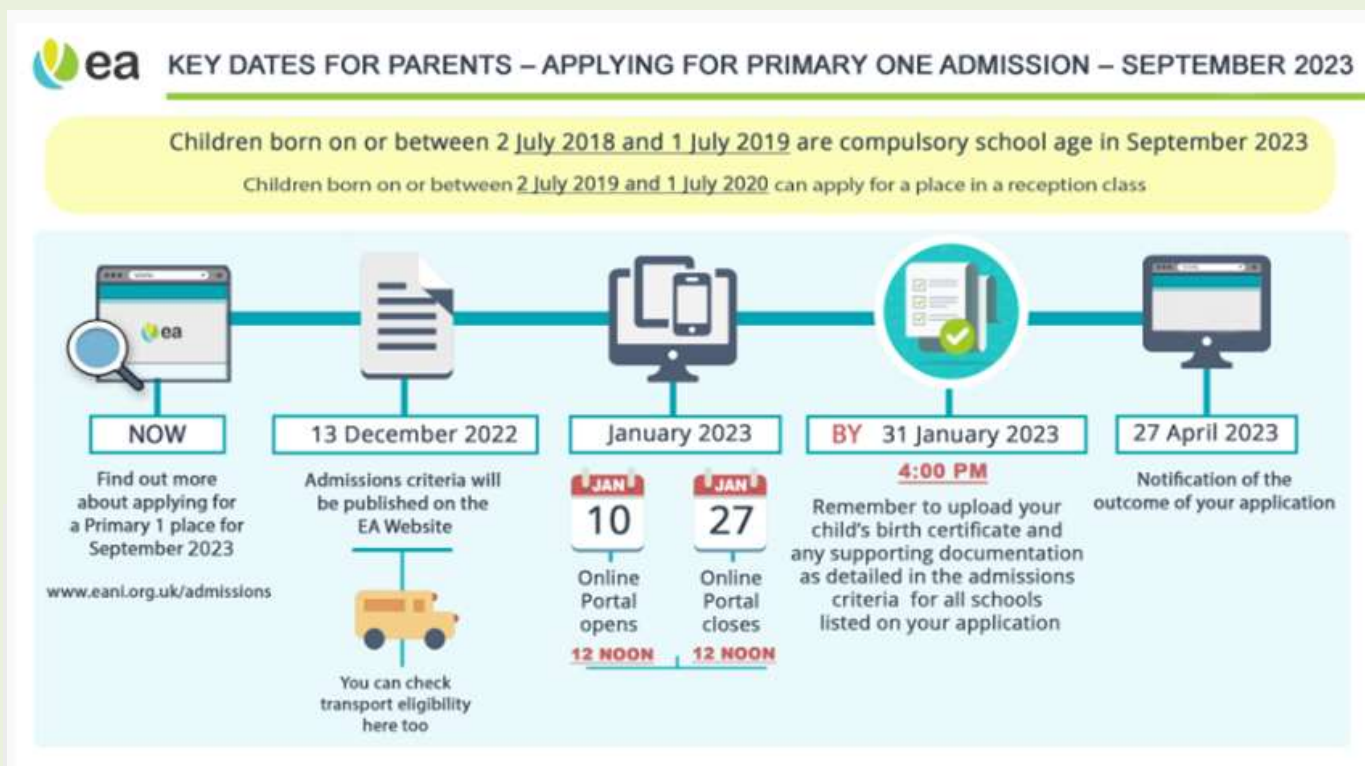 ea
KEY DATES FOR PARENTS – APPLYING FOR PRIMARY ONE ADMISSION – SEPTEMBER 2023
Children born on or between 2 July 2018 and 1 July 2019 are compulsory school age in September 2023
Children born on or between 2 July 2019 and 1 July 2020 can apply for a place in a reception class
ea
NOW
Find out more
about applying for
a Primary 1 place for
September 2023
www.eani.org.uk/admissions
13 December 2022
Admissions criteria will
be published on the
EA Website
You can check
transport eligibility
here too
January 2023
JAN
10
Online
Portal
opens
12 NOON
JAN
27
Online
Portal
closes
12 NOON
BY 31 January 2023
4:00 PM
Remember to upload your
child's birth certificate and
any supporting documentation
as detailed in the admissions
criteria for all schools
listed on your application
27 April 2023
Notification of the
outcome of your application